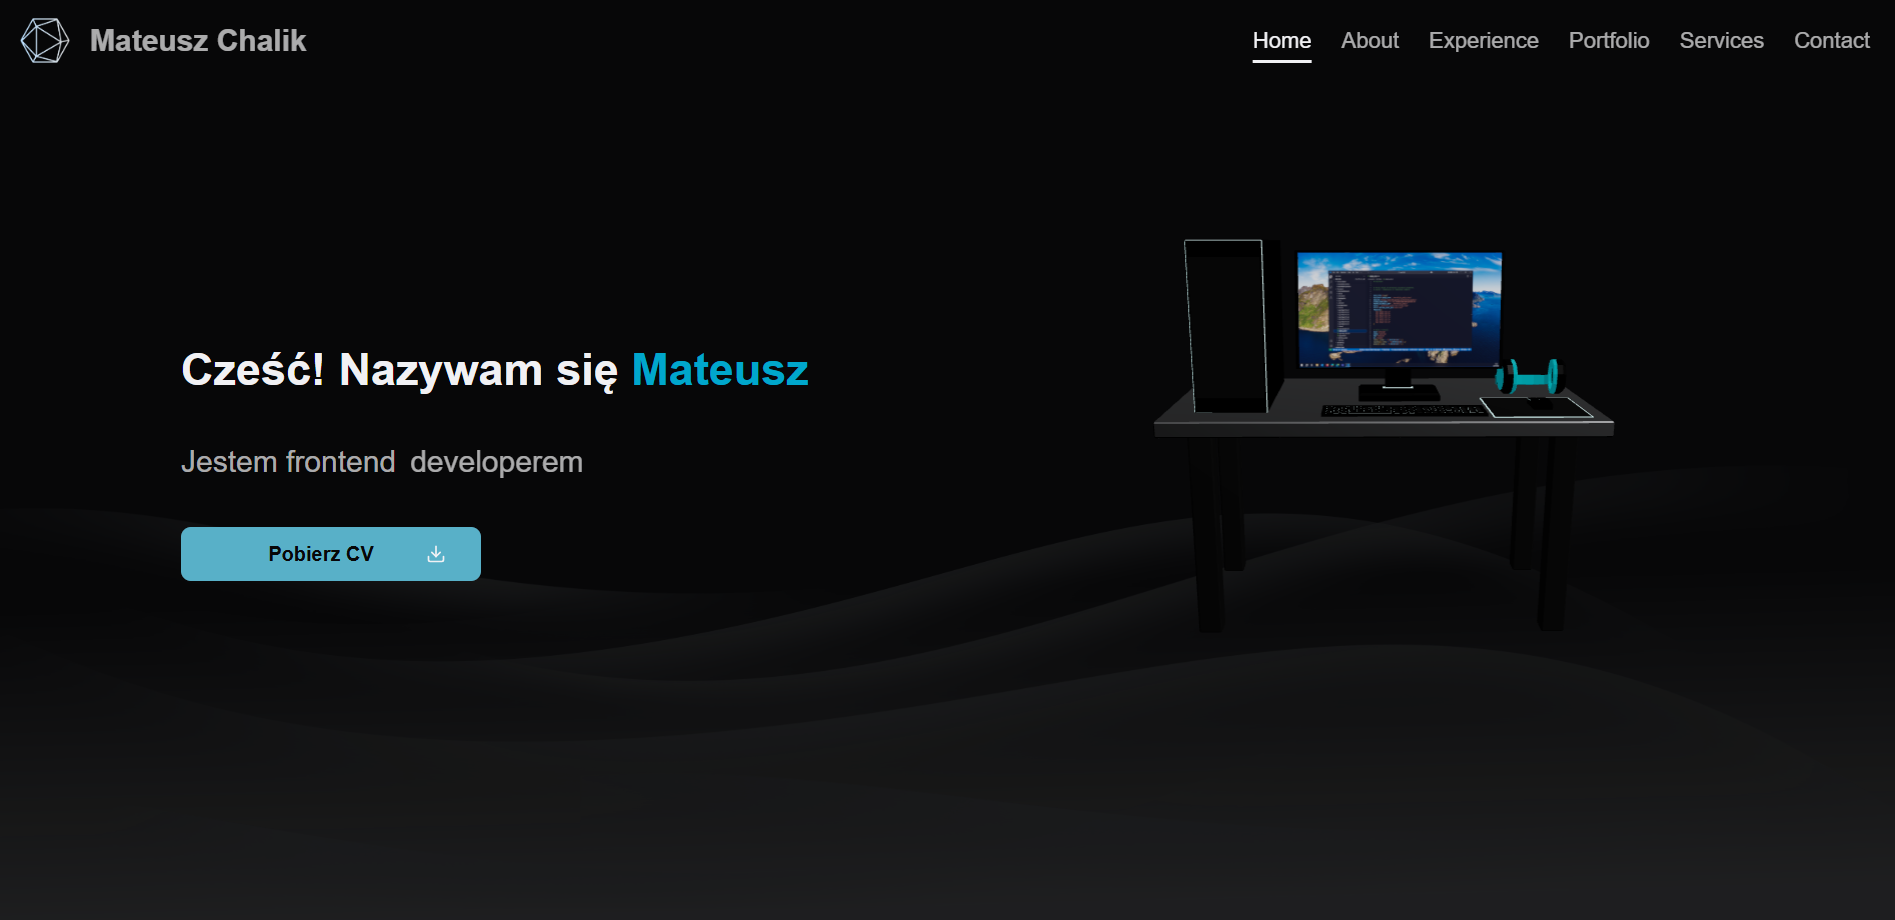 Mateusz Chalik
Home About Experience Portfolio Services Contact
Cześć! Nazywam się Mateusz
Jestem frontend developerem
Pobierz CV